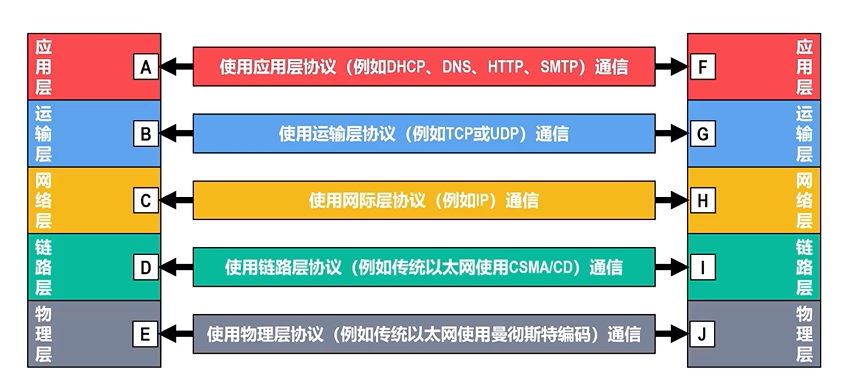 应用层 A 使用应用层协议（例如DHCP、DNS、HTTP、SMTP）通信 F 应用层
运输层 B 使用运输层协议（例如TCP或UDP）通信 G 运输层
网络层 C 使用网际层协议（例如IP）通信 H 网络层
链路层 D 使用链路层协议（例如传统以太网使用CSMA/CD）通信 I 链路层
物理层 E 使用物理层协议（例如传统以太网使用曼彻斯特编码）通信 J 物理层